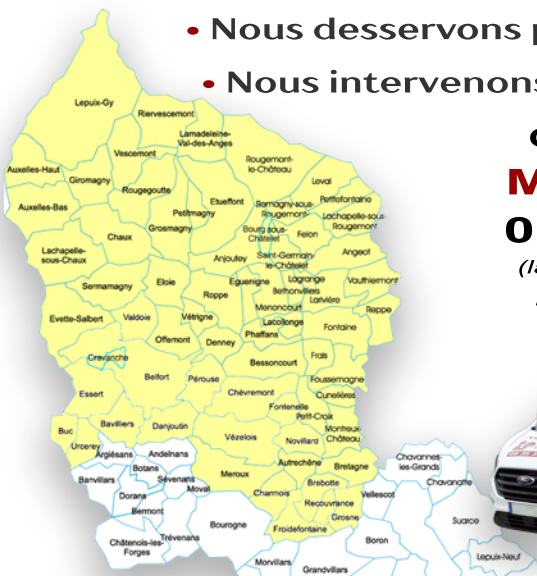 • Nous desservons
• Nous intervenons
M
0
(la
Lepuix-Gy
Riervescemont
Lamadeleine-
Val-des-Anges
Vescemont
Rougemont-
le-Château
Auxelles-Haut
Giromagny
Rougegoutte
Leval
Auxelles-Bas
Etueffont
Romagny-sous-
Rougemont
Petitefontaine
Petitmagny
Lachapelle-sous-
Rougemont
Chaux
Grosmagny
Bourg sous-
Châtelet
Felon
Lachapelle-
sous-Chaux
Anjoutey
Saint-Germain-
le-Châtelet
Angeot
Sermamagny
Eloie
Eguenigne
Lagrange
Vauthiermont
Roppe
Bethonvilliers
Larivière
Menoncourt
Reppe
Evette-Salbert
Valdoie
Vétrigne
Lacollonge
Fontaine
Phaffans
Offemont
Denney
Cravanche
Bessoncourt
Frais
Belfort
Pérouse
Foussemagne
Essert
Chèvremont
Cunelières
Fontenelle
Petit-Croix
Buc
Bavilliers
Danjoutin
Vézelois
Novillard
Montreux-
Château
Urcerey
Argiésans
Andelnans
Autrechêne
Bretagne
Chavannes-
les-Grands
Botans
Banvillars
Sévenans
Meroux
Brebotte
Chavanatte
Moval
Charmois
Vellescot
Dorans
Recouvrance
Bermont
Grosne
Bourogne
Froidefontaine
Suarce
Châtenois-les-
Forges
Trévenans
Boron
Lepuix-Neuf
Morvillars
Grandvillars